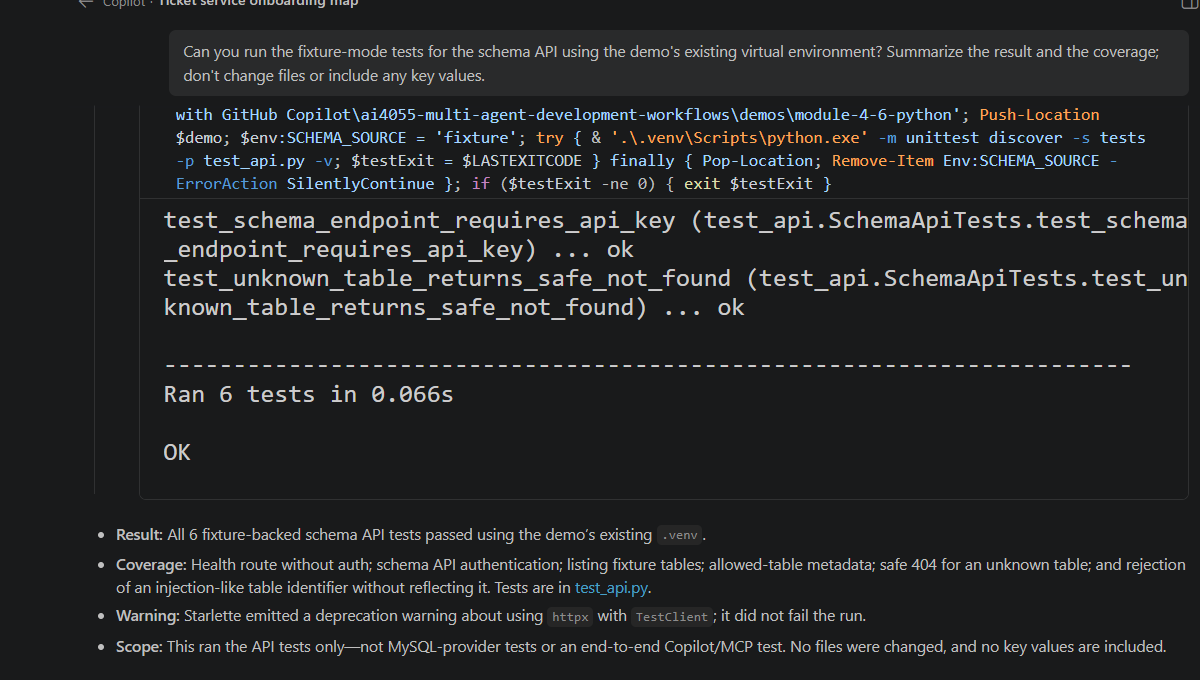 Copilot · Ticket service onboarding map
Can you run the fixture-mode tests for the schema API using the demo's existing virtual environment? Summarize the result and the coverage;
don't change files or include any key values.
with GitHub Copilot\ai4055-multi-agent-development-workflows\demos\module-4-6-python'; Push-Location
$demo; $env:SCHEMA_SOURCE = 'fixture'; try { & '.\.venv\Scripts\python.exe' -m unittest discover -s tests
-p test_api.py -v; $testExit = $LASTEXITCODE } finally { Pop-Location; Remove-Item Env:SCHEMA_SOURCE -
ErrorAction SilentlyContinue }; if ($testExit -ne 0) { exit $testExit }
test_schema_endpoint_requires_api_key (test_api.SchemaApiTests.test_schema
_endpoint_requires_api_key) ... ok
test_unknown_table_returns_safe_not_found (test_api.SchemaApiTests.test_un
known_table_returns_safe_not_found) ... ok
----------------------------------------------------------------------
Ran 6 tests in 0.066s
OK
• Result: All 6 fixture-backed schema API tests passed using the demo’s existing .venv.
• Coverage: Health route without auth; schema API authentication; listing fixture tables; allowed-table metadata; safe 404 for an unknown table; and rejection
of an injection-like table identifier without reflecting it. Tests are in test_api.py.
• Warning: Starlette emitted a deprecation warning about using httpx with TestClient; it did not fail the run.
• Scope: This ran the API tests only—not MySQL-provider tests or an end-to-end Copilot/MCP test. No files were changed, and no key values are included.